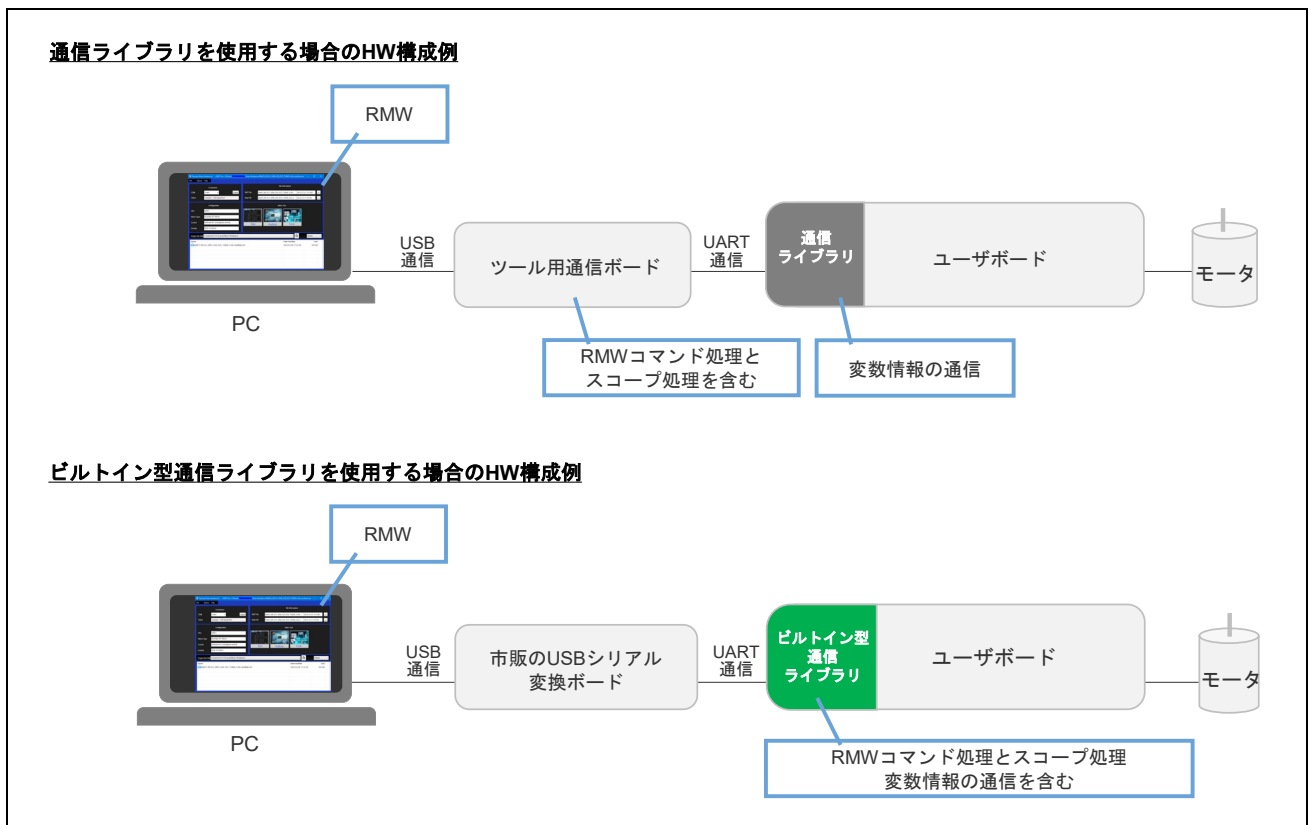 通信ライブラリを使用する場合のHW構成例
RMW
USB
通信
ツール用通信ボード
UART
通信
通信
ライブラリ
ユーザボード
モータ
PC
RMWコマンド処理と
スコープ処理を含む
変数情報の通信
ビルトイン型通信ライブラリを使用する場合のHW構成例
RMW
USB
通信
市販のUSBシリアル
変換ボード
UART
通信
ビルトイン型
通信
ライブラリ
ユーザボード
モータ
PC
RMWコマンド処理とスコープ処理
変数情報の通信を含む